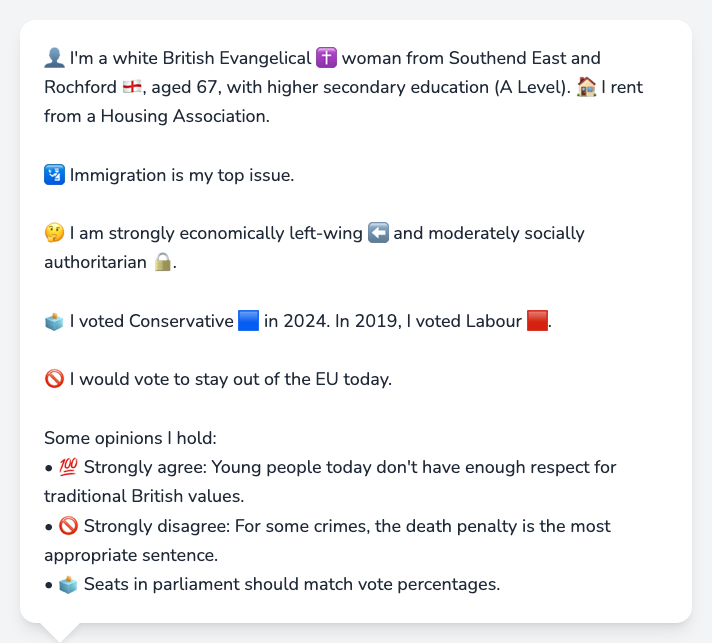 👤 I'm a white British Evangelical ✝️ woman from Southend East and
Rochford 🏴󠁧󠁢󠁥󠁮󠁧󠁿, aged 67, with higher secondary education (A Level). 🏠 I rent
from a Housing Association.
🛂 Immigration is my top issue.
🤔 I am strongly economically left-wing ⬅️ and moderately socially
authoritarian 🔒.
🗳️ I voted Conservative 🟦 in 2024. In 2019, I voted Labour 🟥.
🚫 I would vote to stay out of the EU today.
Some opinions I hold:
• 💯 Strongly agree: Young people today don't have enough respect for
traditional British values.
• 🚫 Strongly disagree: For some crimes, the death penalty is the most
appropriate sentence.
• 🗳️ Seats in parliament should match vote percentages.